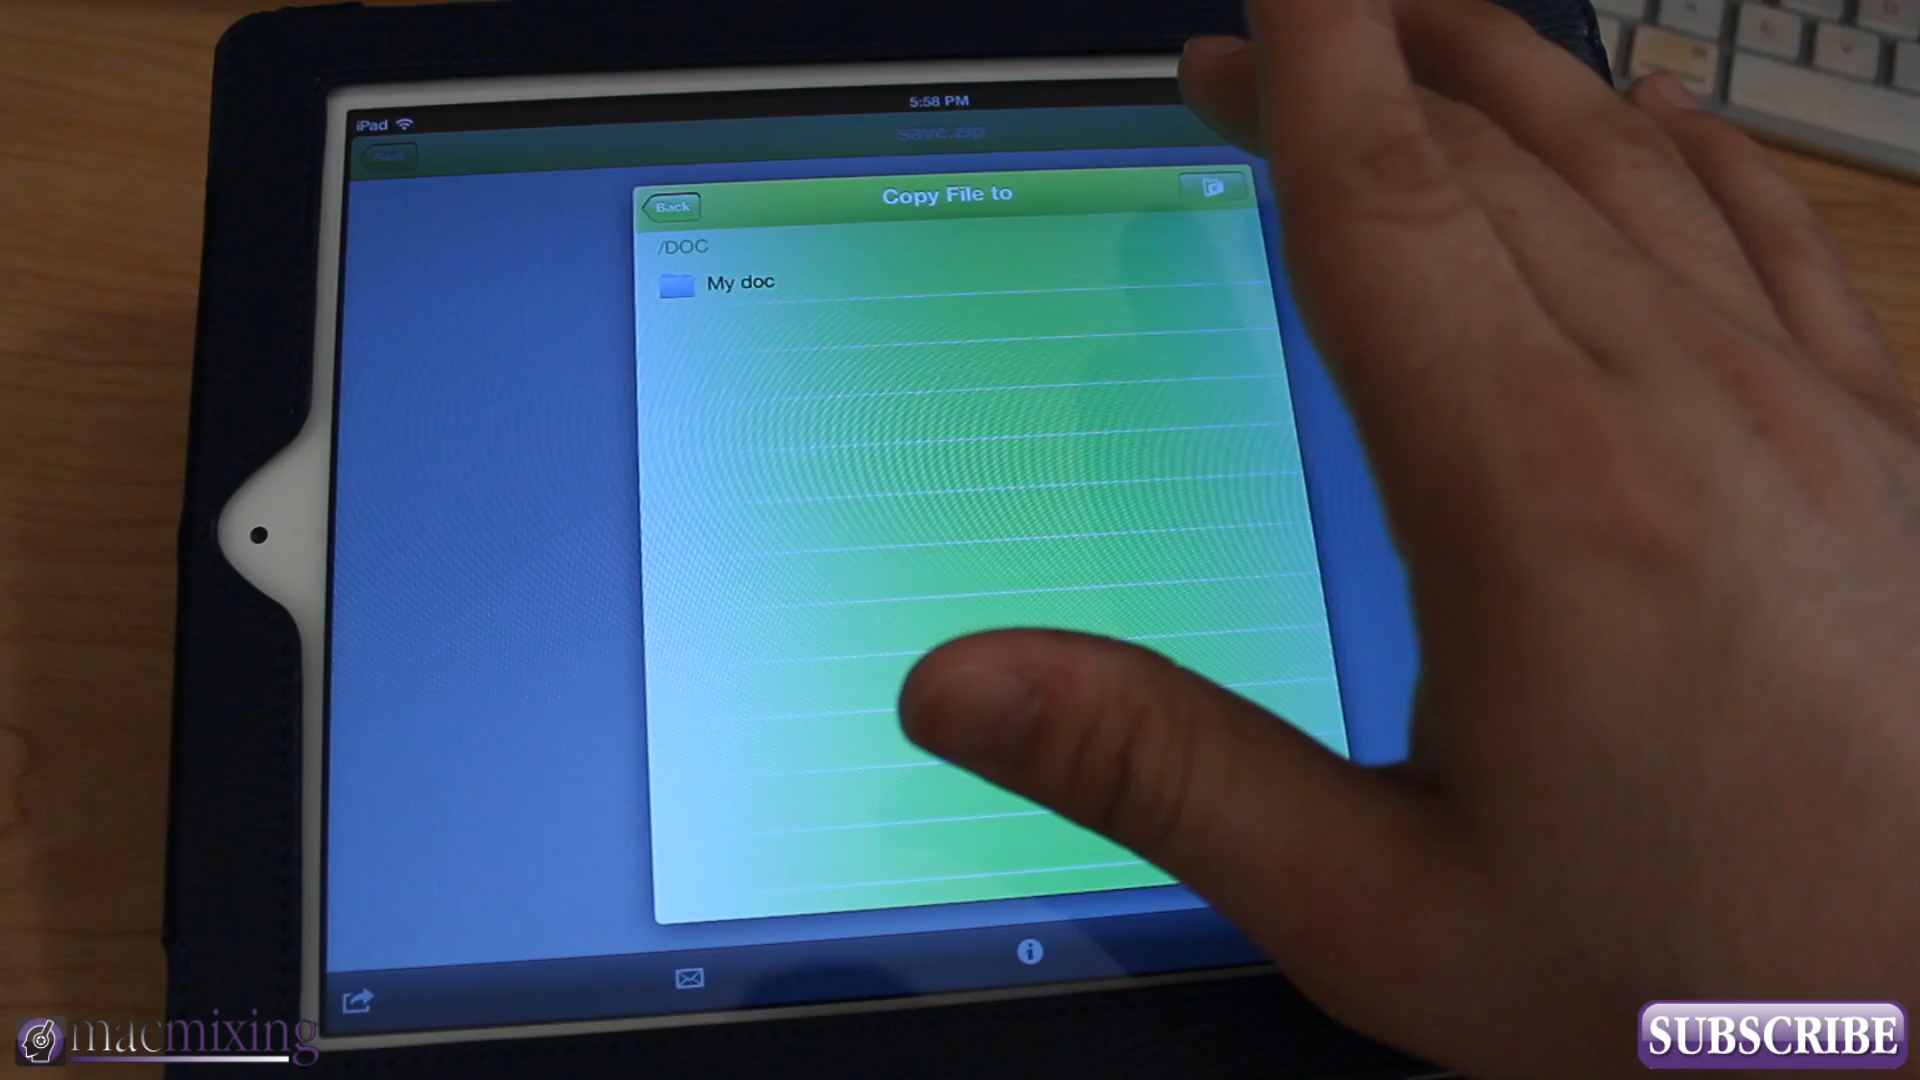 iPad
5:58 PM
save.zip
Back
Back
Copy File to
/DOC
My doc
macmixing
SUBSCRIBE